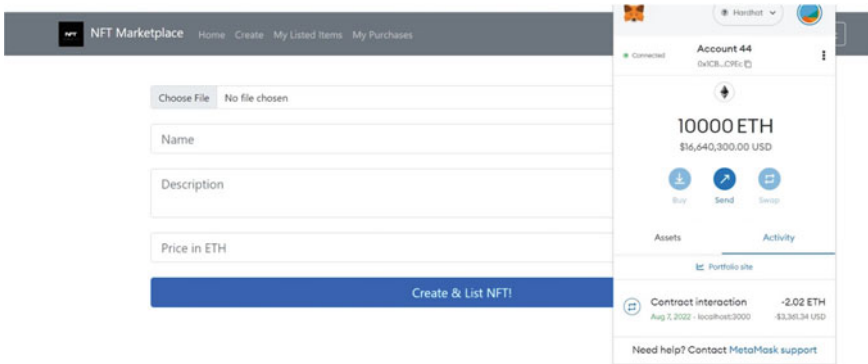 NFT
NFT Marketplace Home Create My Listed Items My Purchases
Choose File No file chosen
Name
Description
Price in ETH
Create & List NFT!
Hardhat
Connected
Account 44
0x1CB...C9Ec
10000 ETH
$16,640,300.00 USD
Buy Send Swap
Assets Activity
Portfolio site
Contract interaction -2.02 ETH
Aug 7, 2022 - localhost:3000 -$3,361.34 USD
Need help? Contact MetaMask support